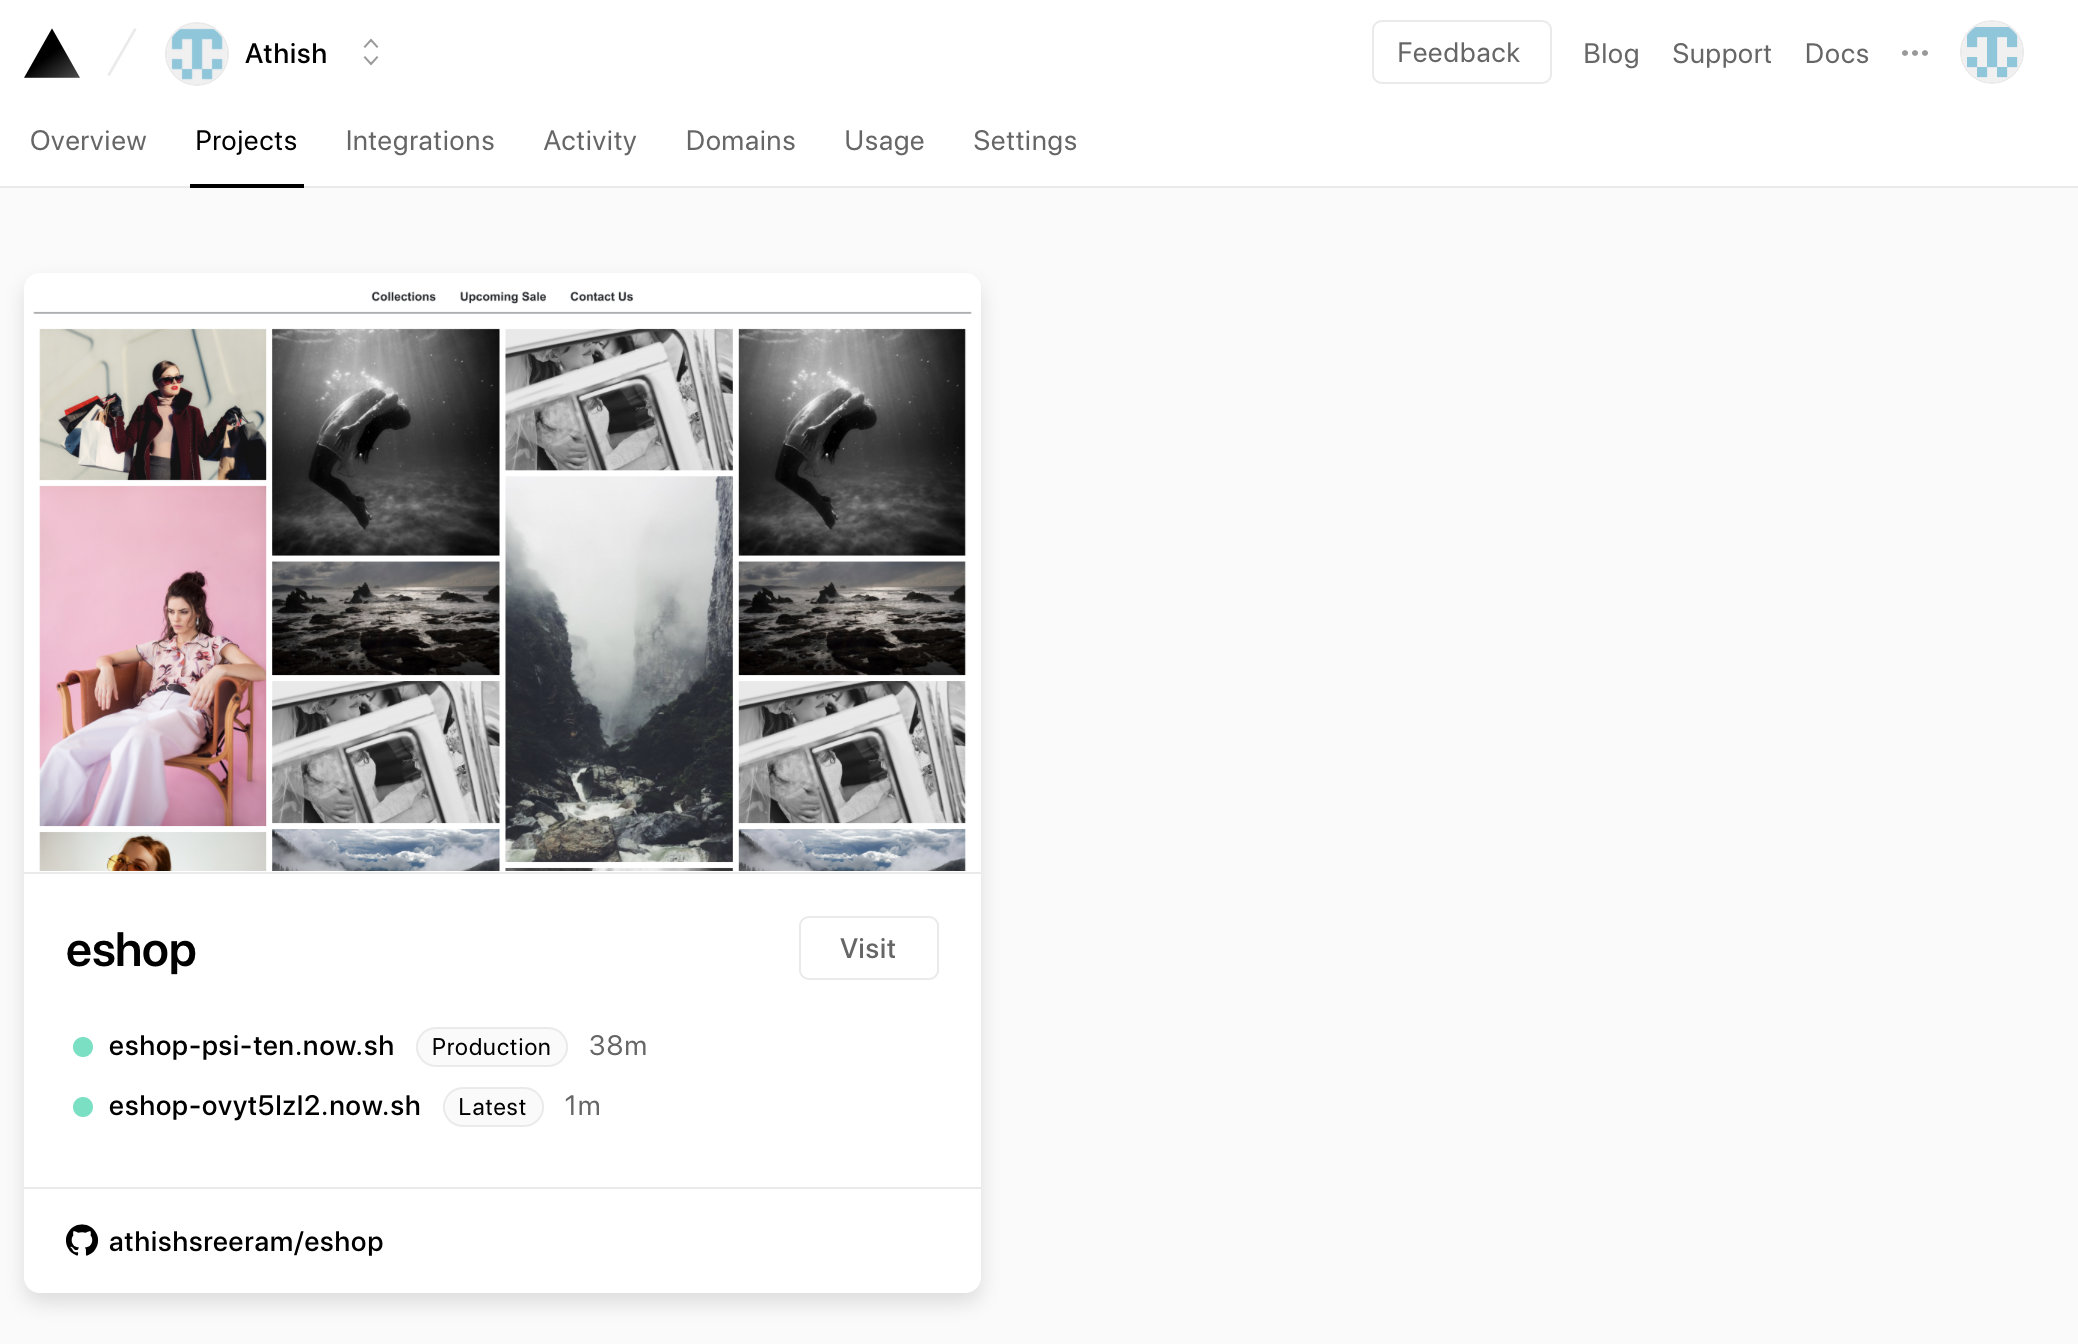 Athish
Feedback Blog Support Docs
Overview Projects Integrations Activity Domains Usage Settings
Collections Upcoming Sale Contact Us
eshop Visit
eshop-psi-ten.now.sh Production 38m
eshop-ovyt5lzl2.now.sh Latest 1m
athishsreeram/eshop